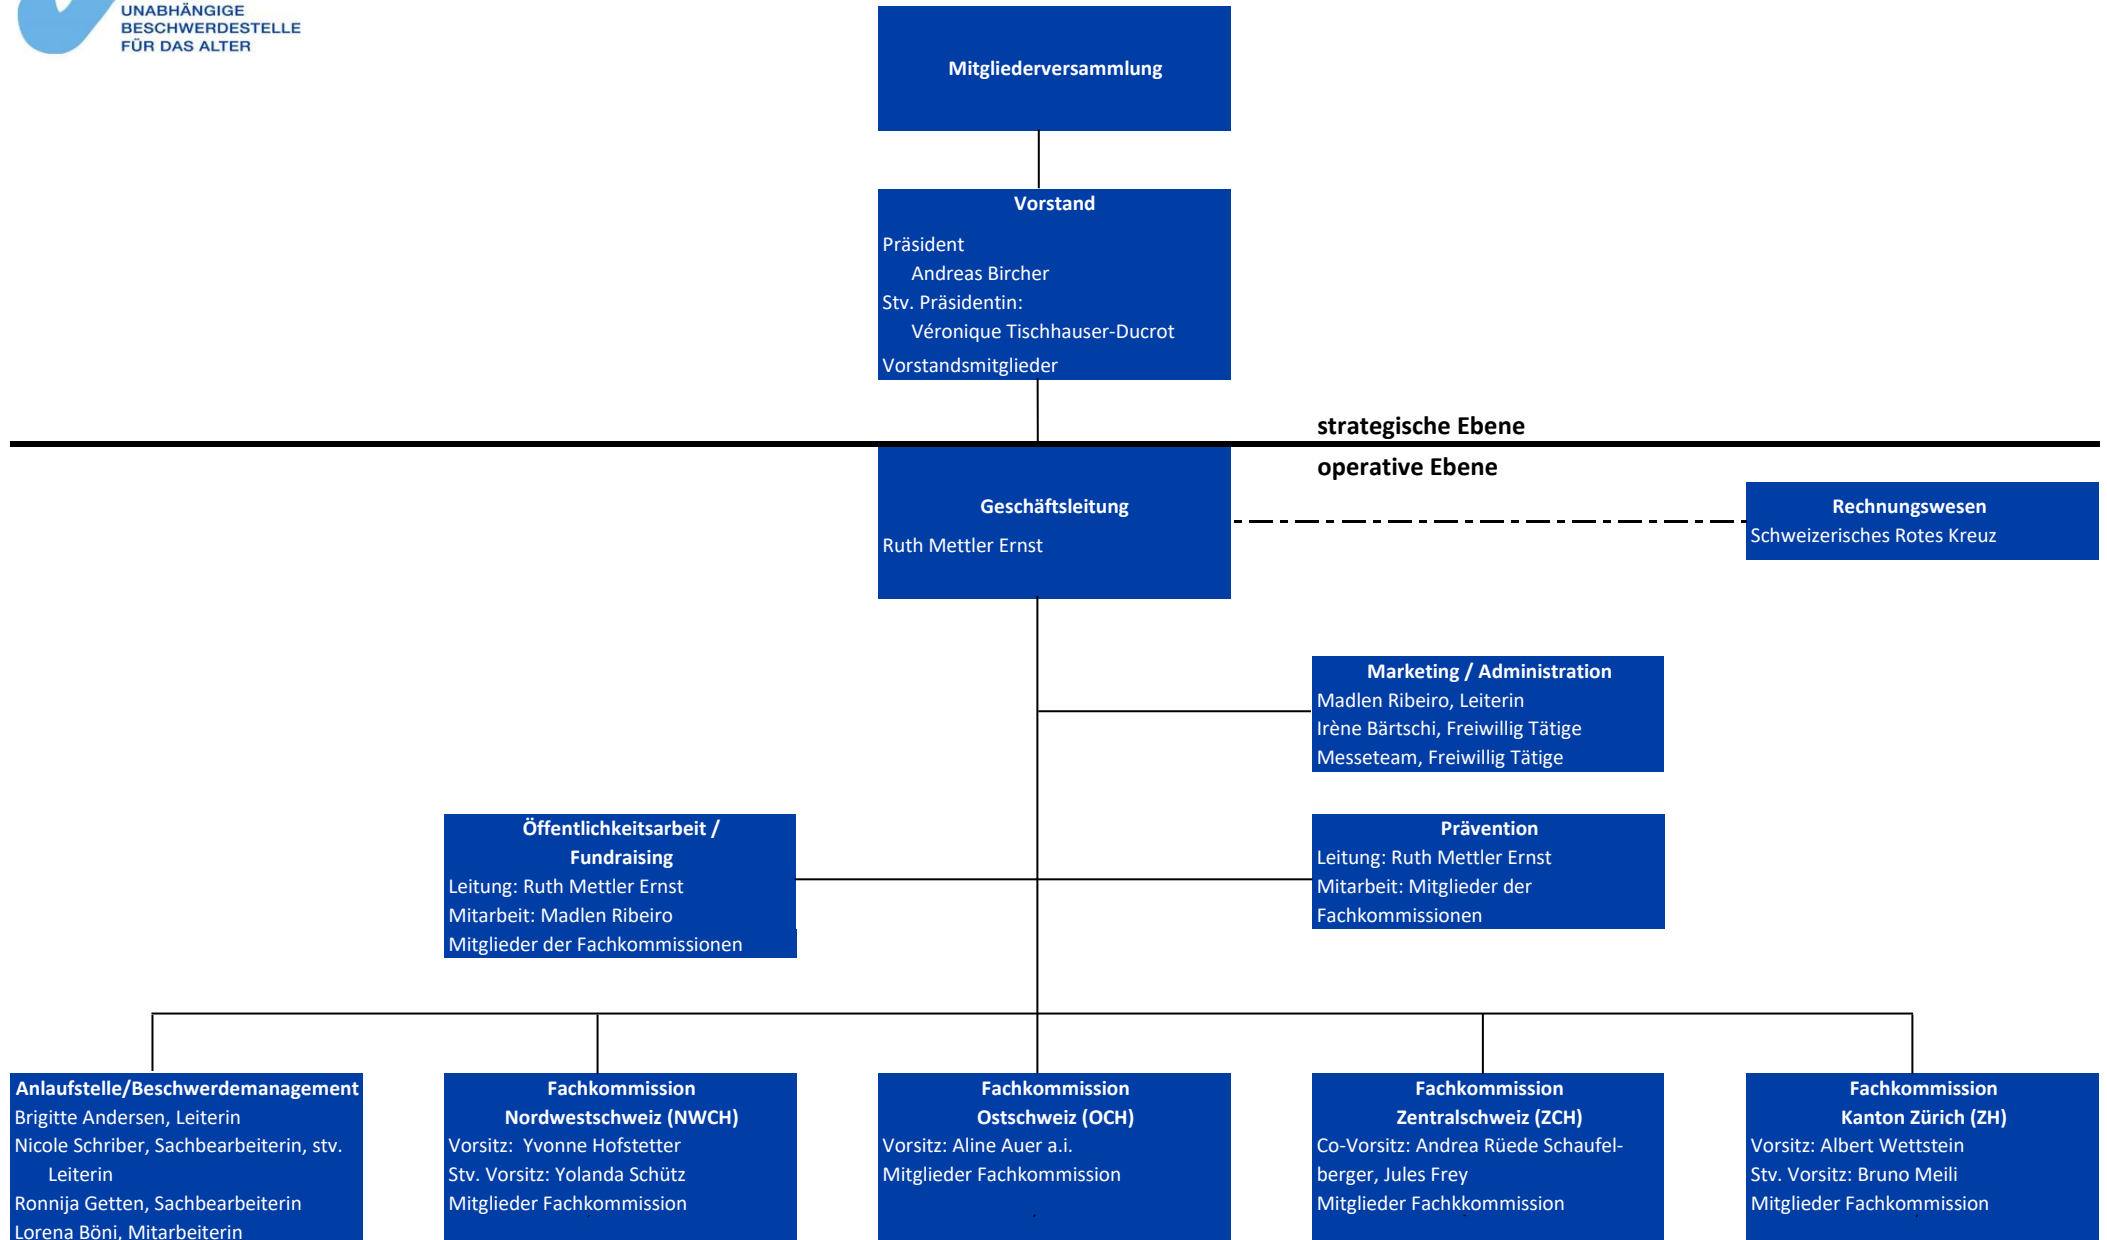 UNABHÄNGIGE
BESCHWERDESTELLE
FÜR DAS ALTER
Mitgliederversammlung
Vorstand
Präsident
Andreas Bircher
Stv. Präsidentin:
Véronique Tischhauser-Ducrot
Vorstandsmitglieder
strategische Ebene
operative Ebene
Geschäftsleitung
Ruth Mettler Ernst
Rechnungswesen
Schweizerisches Rotes Kreuz
Marketing / Administration
Madlen Ribeiro, Leiterin
Irène Bärtschi, Freiwillig Tätige
Messeteam, Freiwillig Tätige
Öffentlichkeitsarbeit /
Fundraising
Leitung: Ruth Mettler Ernst
Mitarbeit: Madlen Ribeiro
Mitglieder der Fachkommissionen
Prävention
Leitung: Ruth Mettler Ernst
Mitarbeit: Mitglieder der
Fachkommissionen
Anlaufstelle/Beschwerdemanagement
Brigitte Andersen, Leiterin
Nicole Schriber, Sachbearbeiterin, stv.
Leiterin
Ronnija Getten, Sachbearbeiterin
Lorena Böni, Mitarbeiterin
Fachkommission
Nordwestschweiz (NWCH)
Vorsitz:  Yvonne Hofstetter
Stv. Vorsitz: Yolanda Schütz
Mitglieder Fachkommission
Fachkommission
Ostschweiz (OCH)
Vorsitz: Aline Auer a.i.
Mitglieder Fachkommission
Fachkommission
Zentralschweiz (ZCH)
Co-Vorsitz: Andrea Rüede Schaufel-
berger, Jules Frey
Mitglieder Fachkkommission
Fachkommission
Kanton Zürich (ZH)
Vorsitz: Albert Wettstein
Stv. Vorsitz: Bruno Meili
Mitglieder Fachkommission